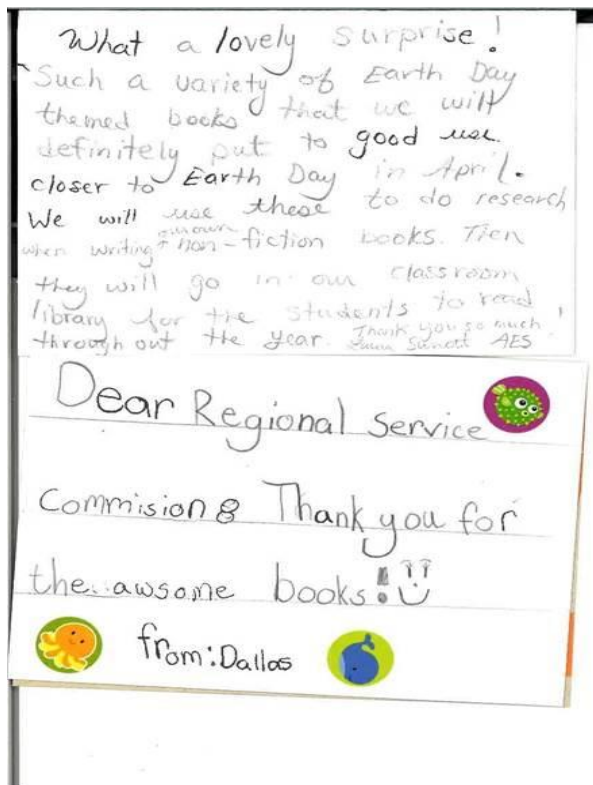 What a lovely surprise!
Such a variety of Earth Day
themed books that we will
definitely put to good use.
closer to Earth Day in April.
We will use these to do research
when writing our own non-fiction books. Then
they will go in our classroom
library for the students to read
through out the year. Thank you so much!
AES
Dear Regional Service
Commision 8 Thank you for
the awsome books!
from: Dallas